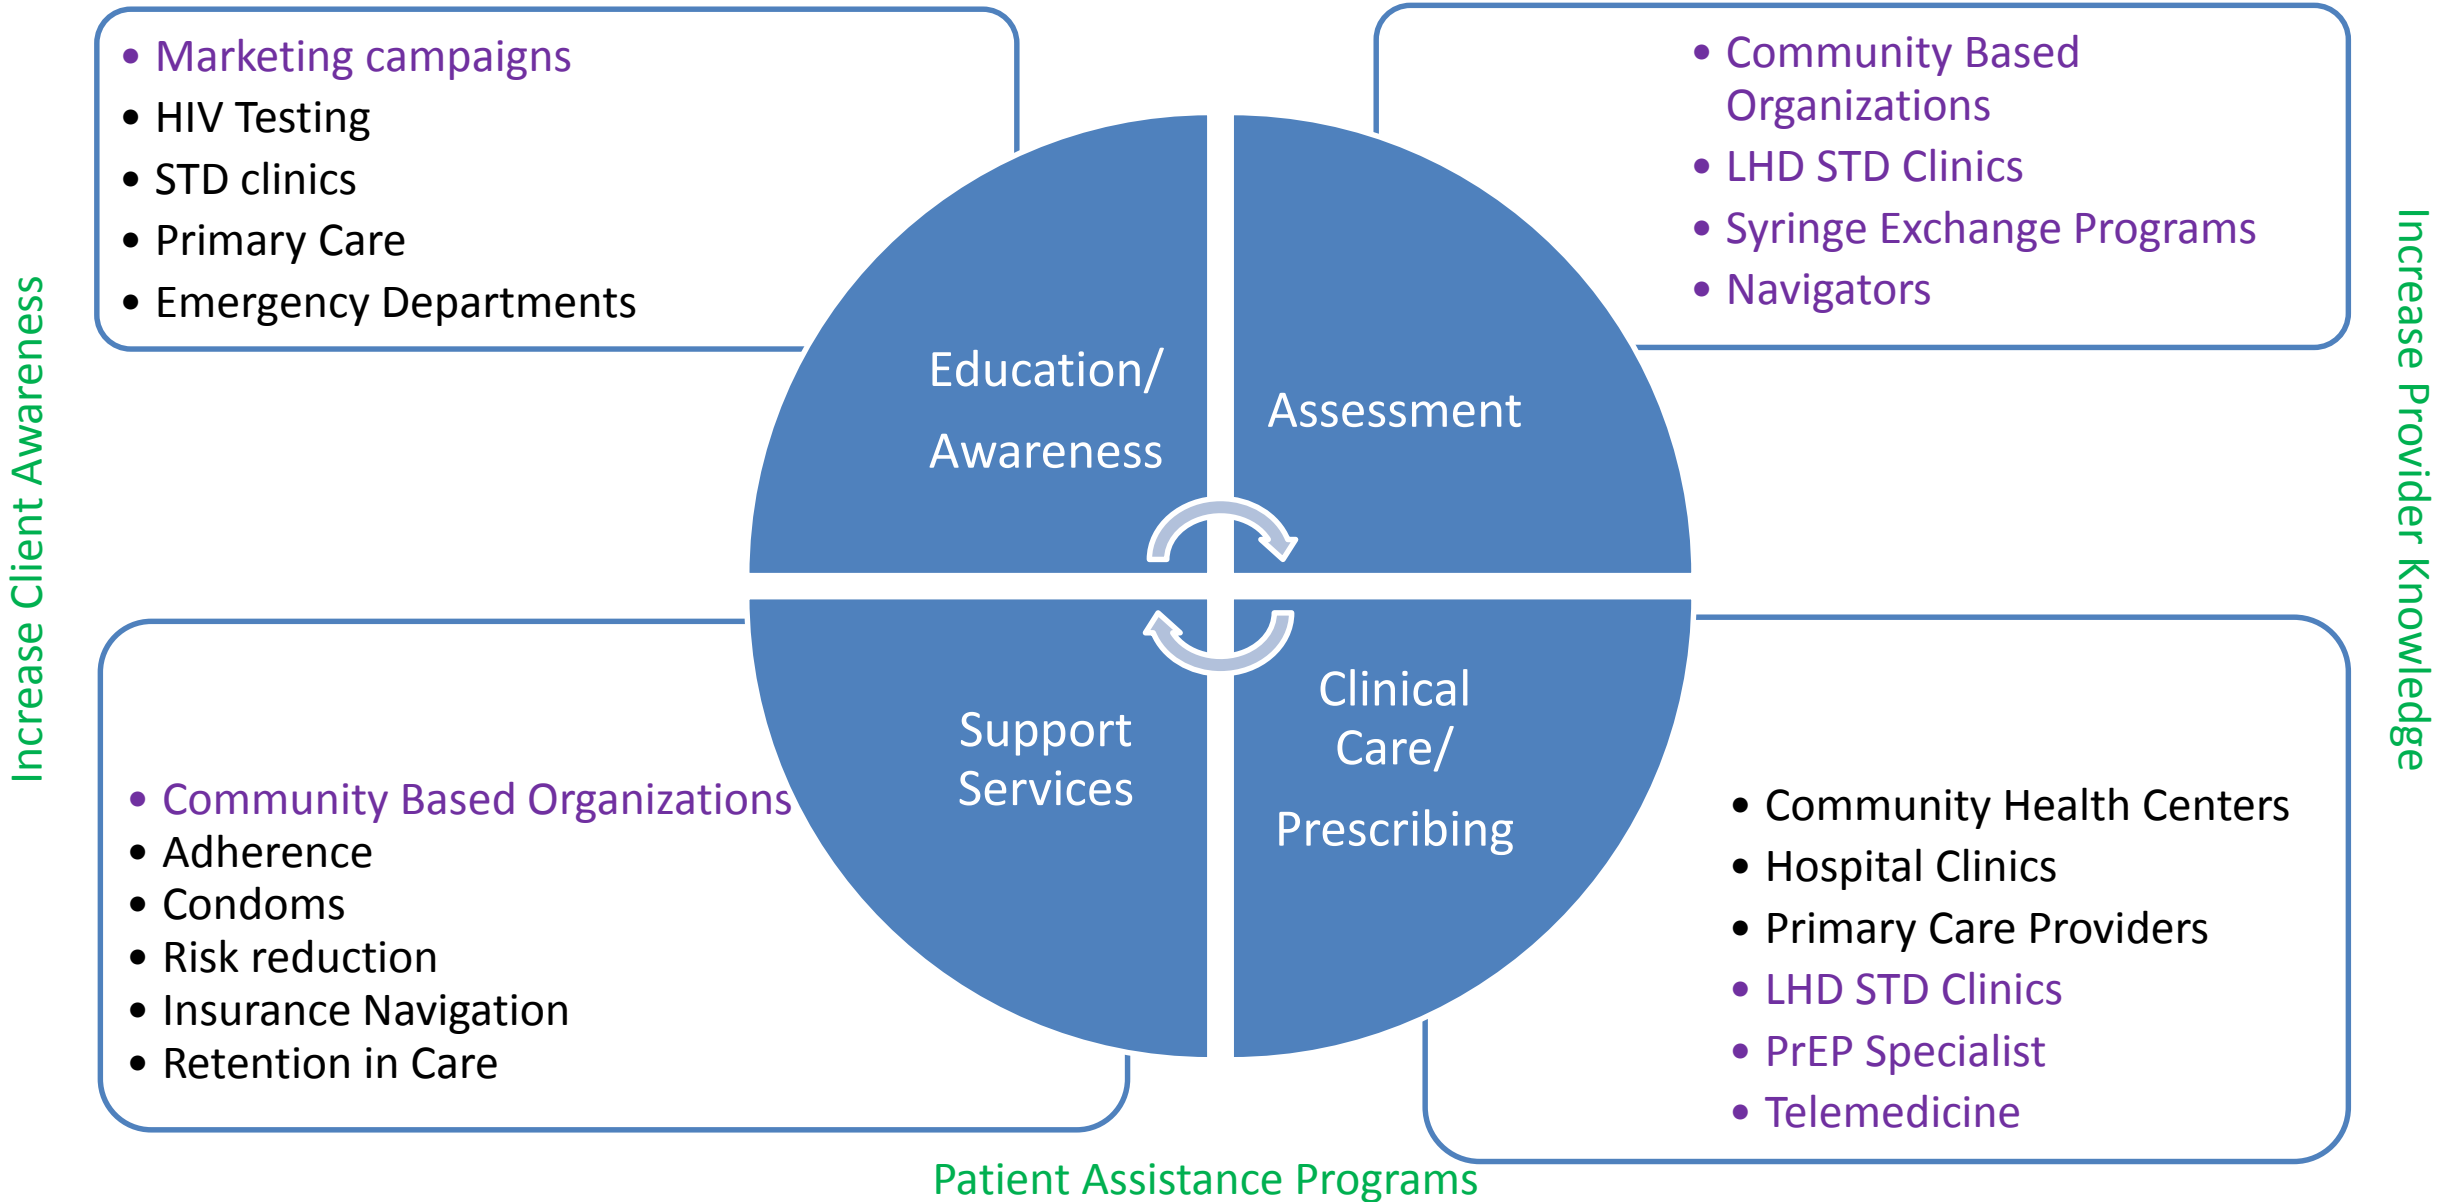 • Marketing campaigns
• HIV Testing
• STD clinics
• Primary Care
• Emergency Departments
• Community Based
Organizations
• LHD STD Clinics
• Syringe Exchange Programs
• Navigators
Increase Client Awareness
Increase Provider Knowledge
Education/
Awareness
Assessment
Support
Services
Clinical
Care/
Prescribing
• Community Based Organizations
• Adherence
• Condoms
• Risk reduction
• Insurance Navigation
• Retention in Care
• Community Health Centers
• Hospital Clinics
• Primary Care Providers
• LHD STD Clinics
• PrEP Specialist
• Telemedicine
Patient Assistance Programs